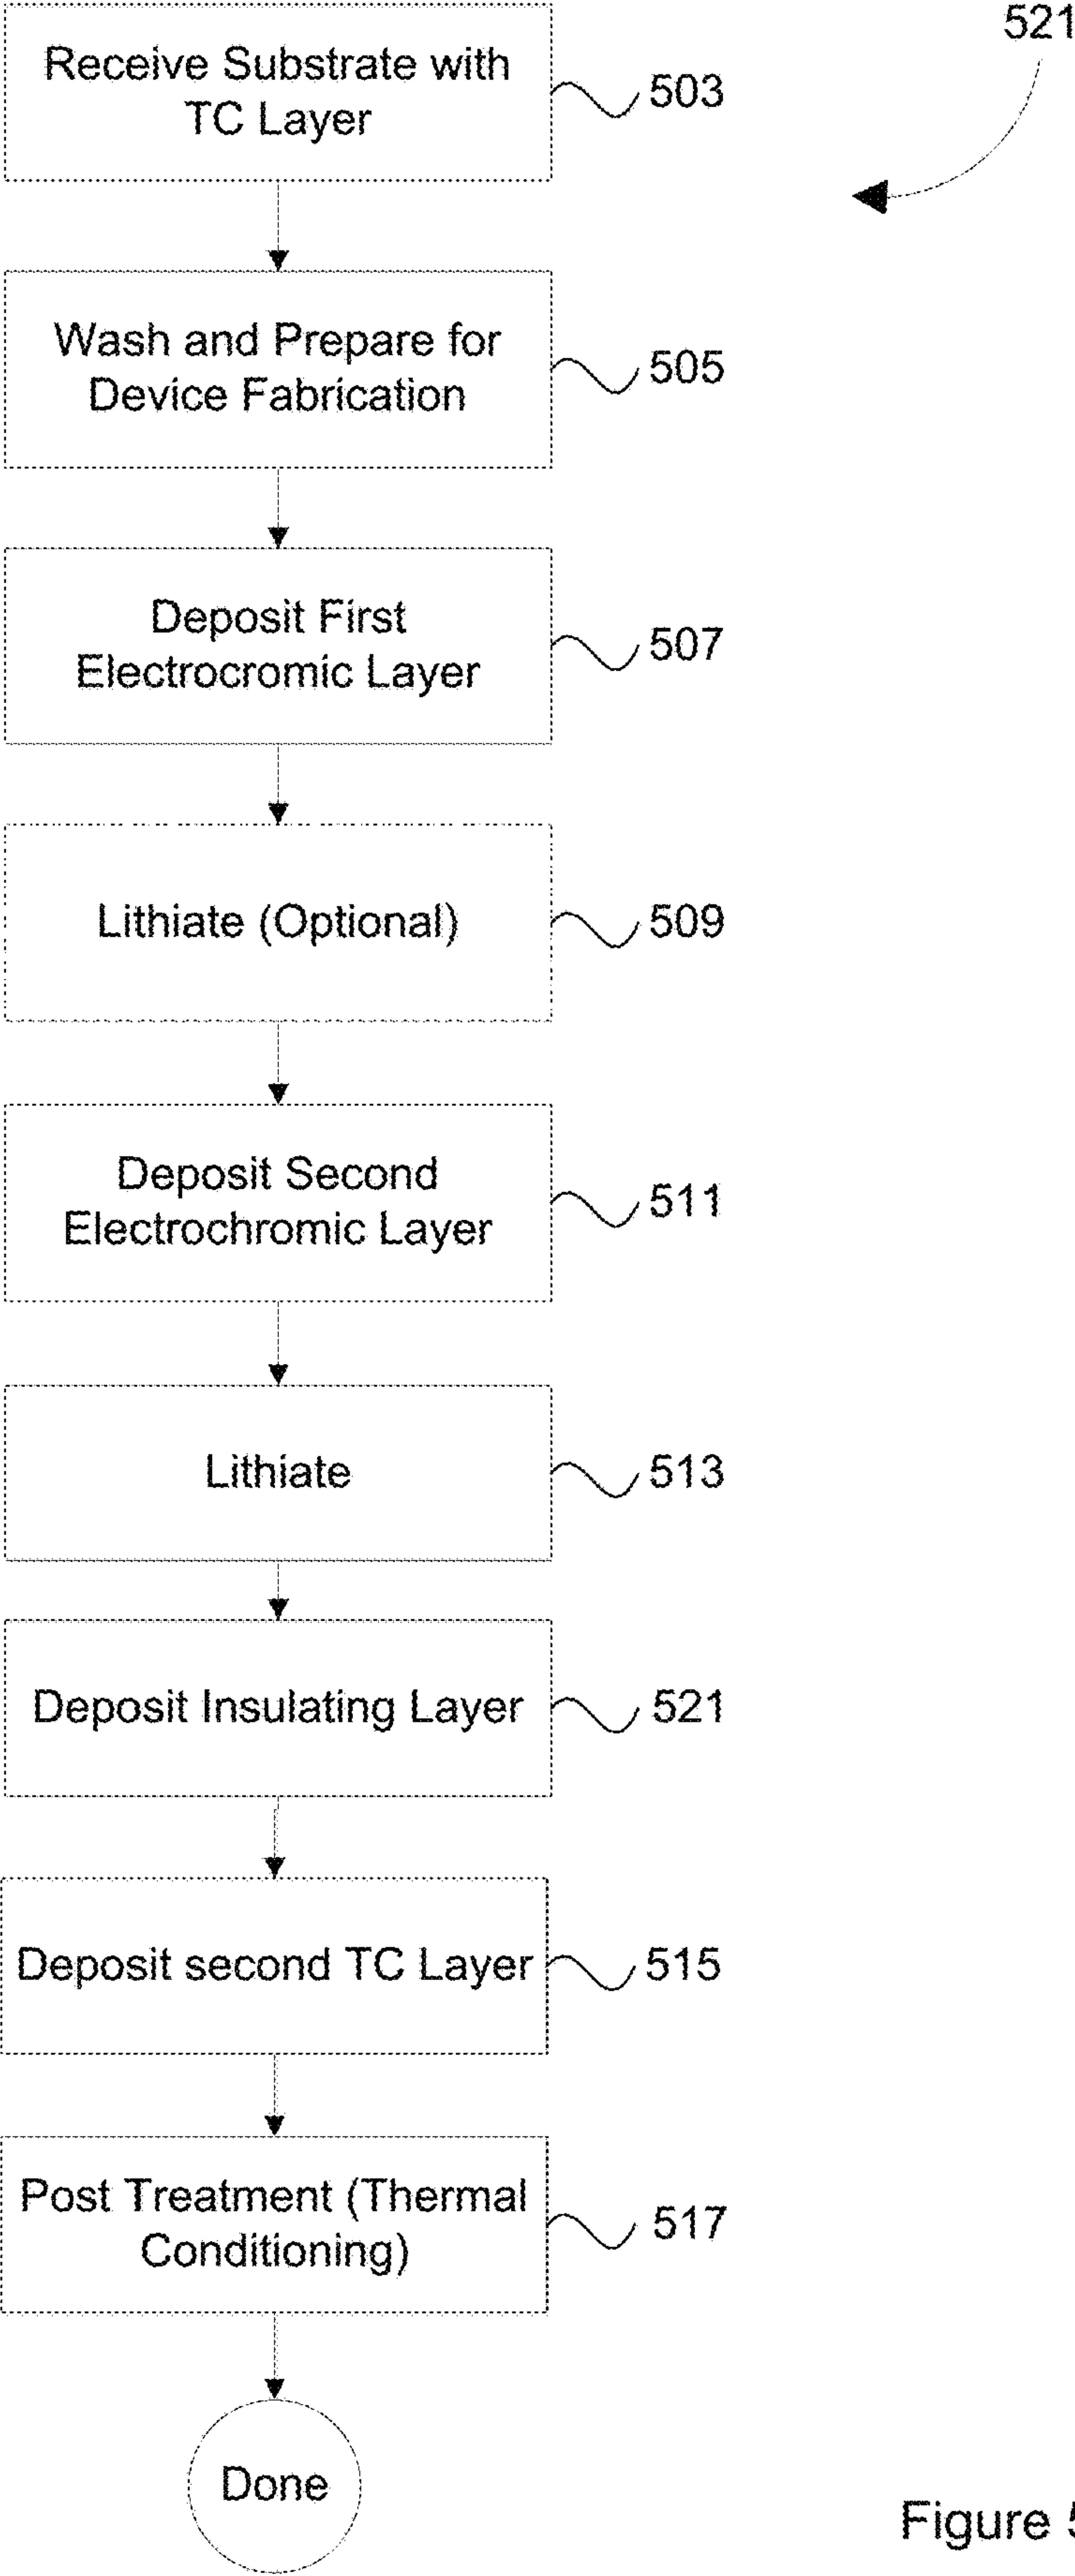 521
Receive Substrate with
TC Layer
503
Wash and Prepare for
Device Fabrication
505
Deposit First
Electrocromic Layer
507
Lithiate (Optional)
509
Deposit Second
Electrochromic Layer
511
Lithiate
513
Deposit Insulating Layer
521
Deposit second TC Layer
515
Post Treatment (Thermal
Conditioning)
517
Done
Figure